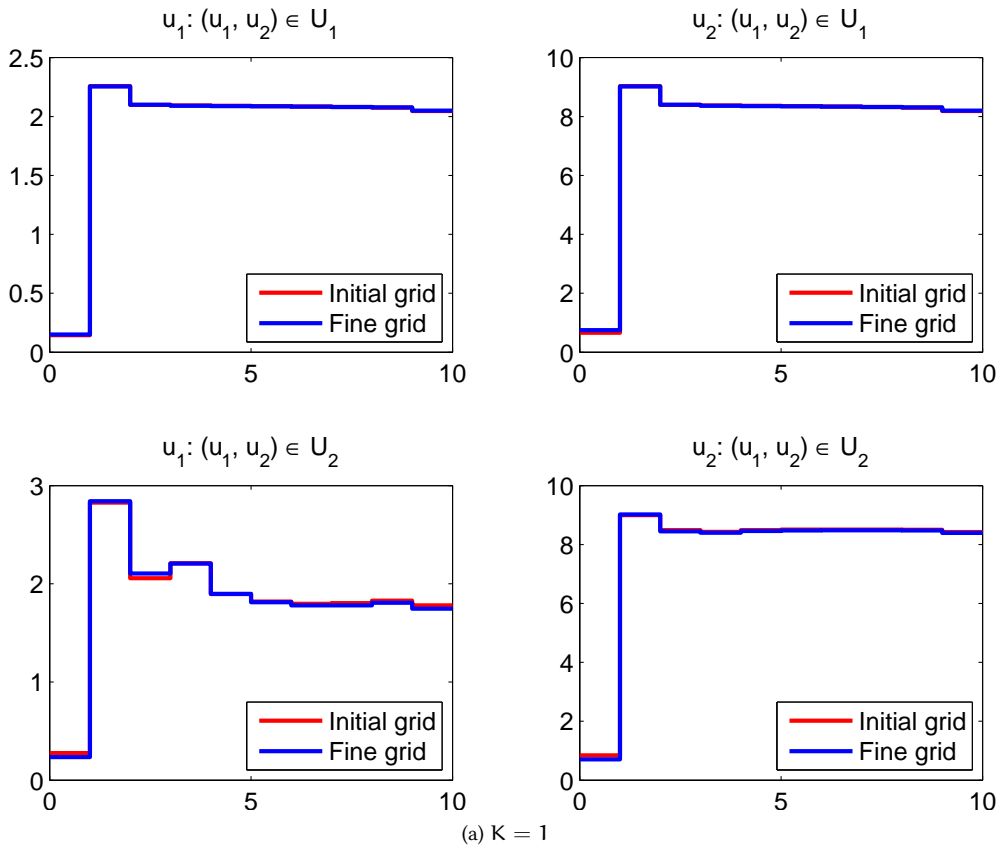 u1: (u1, u2) ∈ U1
2.5
2
1.5
1
0.5
0
0 5 10
Initial grid
Fine grid
u2: (u1, u2) ∈ U1
10
8
6
4
2
0
0 5 10
Initial grid
Fine grid
u1: (u1, u2) ∈ U2
3
2
1
0
0 5 10
Initial grid
Fine grid
u2: (u1, u2) ∈ U2
10
8
6
4
2
0
0 5 10
Initial grid
Fine grid
(a) K = 1